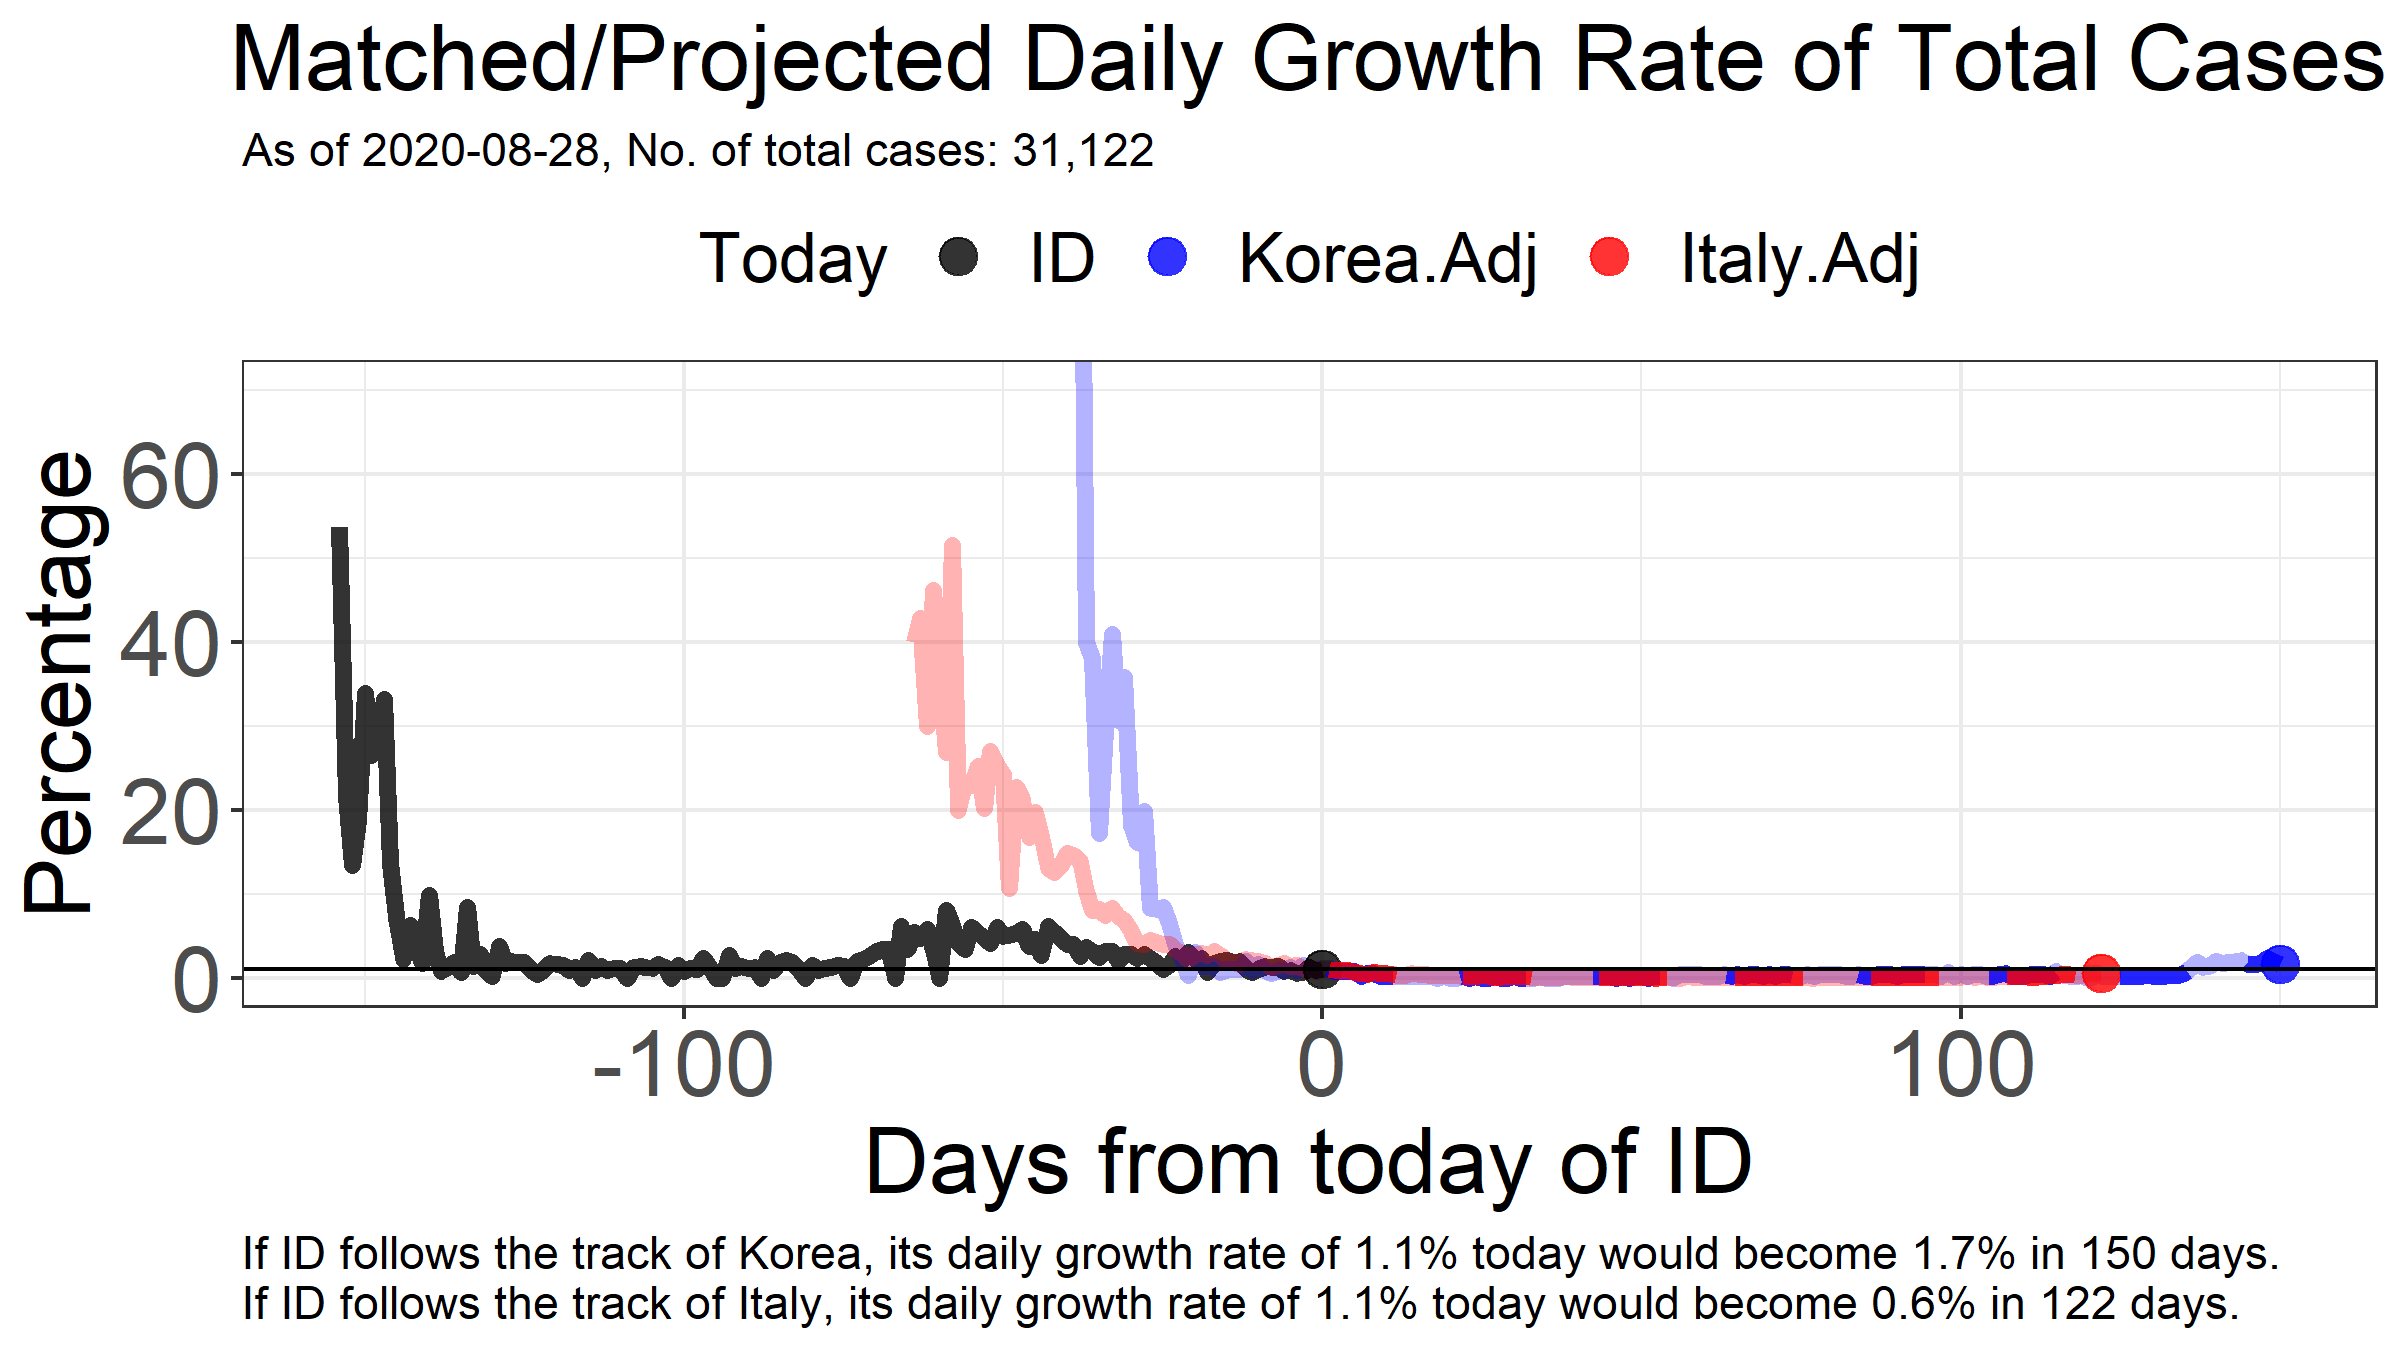 Matched/Projected Daily Growth Rate of Total Cases
As of 2020-08-28, No. of total cases: 31,122
Today ID Korea.Adj Italy.Adj
Percentage
60
40
20
0
-100 0 100
Days from today of ID
If ID follows the track of Korea, its daily growth rate of 1.1% today would become 1.7% in 150 days.
If ID follows the track of Italy, its daily growth rate of 1.1% today would become 0.6% in 122 days.